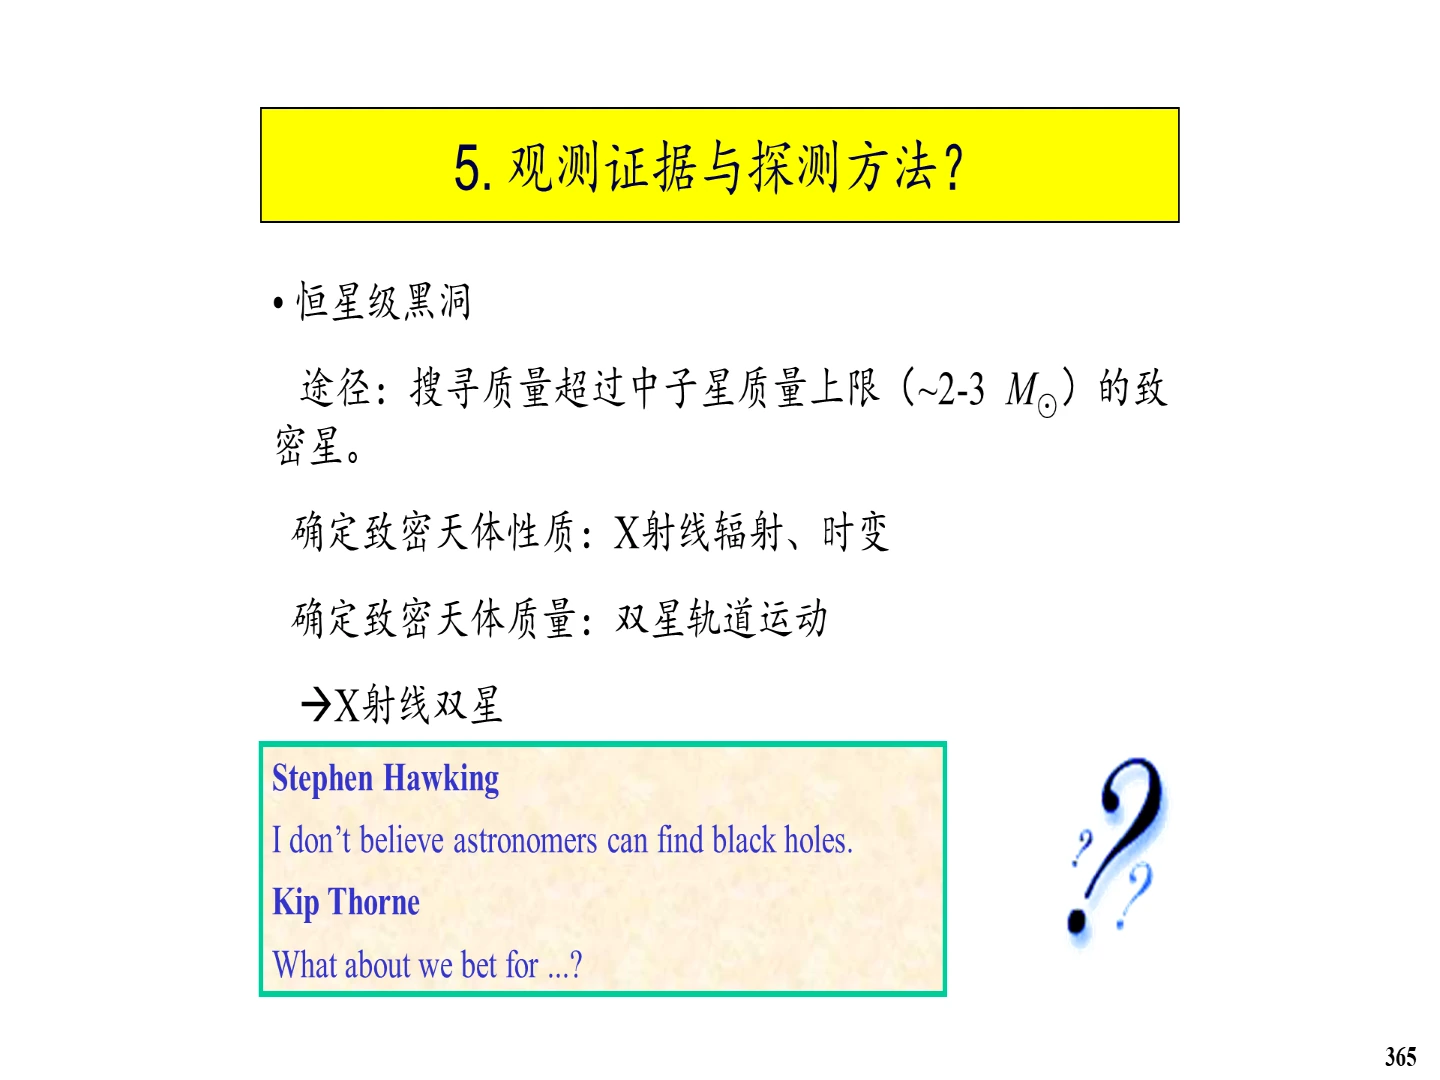 5. 观测证据与探测方法？
• 恒星级黑洞
途径：搜寻质量超过中子星质量上限（~2-3 M☉）的致
密星。
确定致密天体性质：X射线辐射、时变
确定致密天体质量：双星轨道运动
→X射线双星
Stephen Hawking
I don’t believe astronomers can find black holes.
Kip Thorne
What about we bet for ...?
? ? ?
365